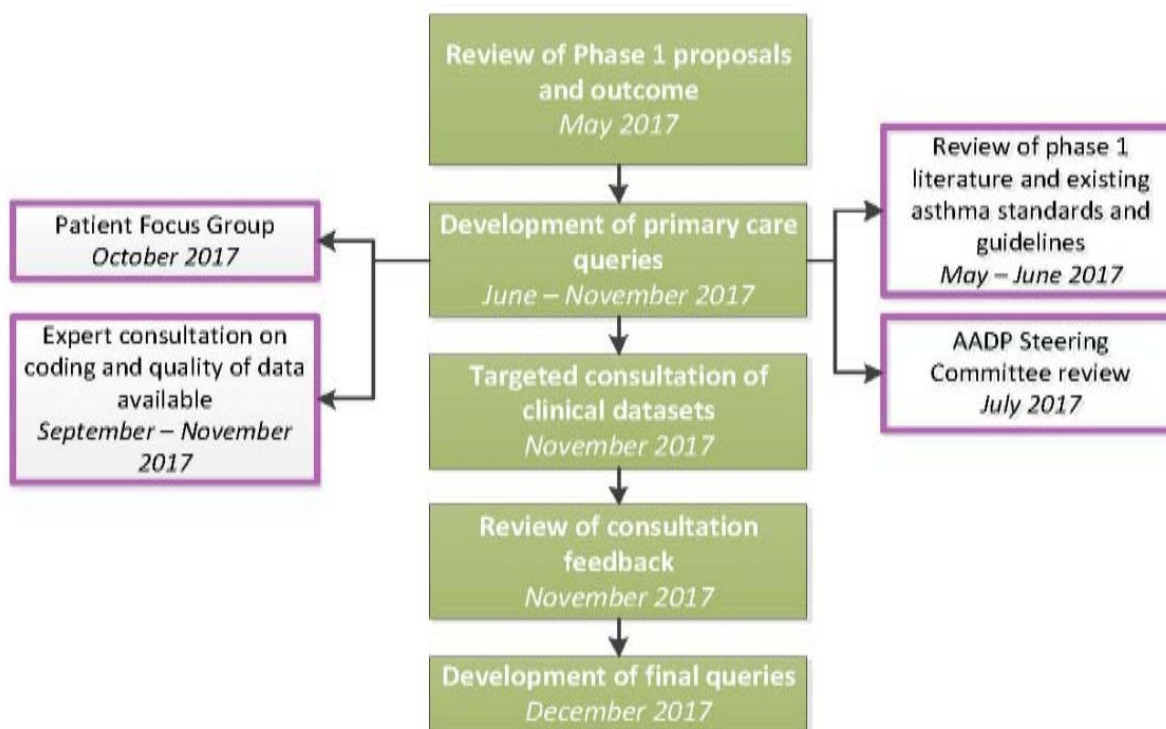 Review of Phase 1 proposals
and outcome
May 2017
Review of phase 1
literature and existing
asthma standards and
guidelines
May – June 2017
Patient Focus Group
October 2017
Development of primary care
queries
June – November 2017
Expert consultation on
coding and quality of data
available
September – November
2017
AADP Steering
Committee review
July 2017
Targeted consultation of
clinical datasets
November 2017
Review of consultation
feedback
November 2017
Development of final queries
December 2017